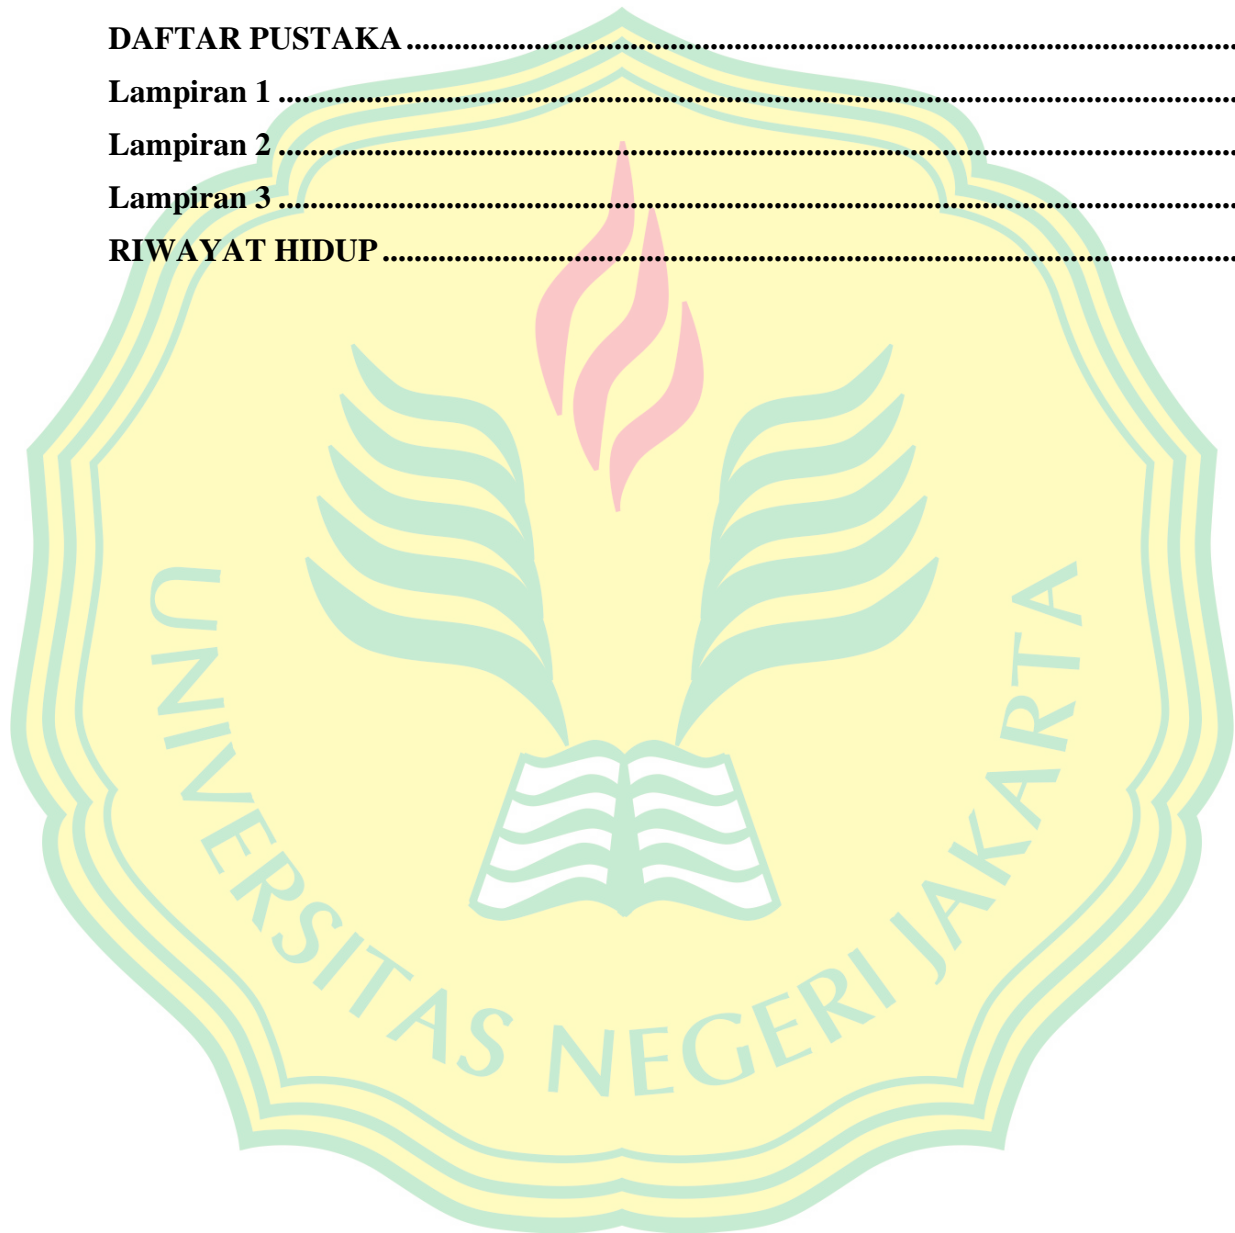 DAFTAR PUSTAKA ........................................................................................................
Lampiran 1 ........................................................................................................................
Lampiran 2 ........................................................................................................................
Lampiran 3 ........................................................................................................................
RIWAYAT HIDUP ...........................................................................................................
UNIVERSITAS NEGERI JAKARTA